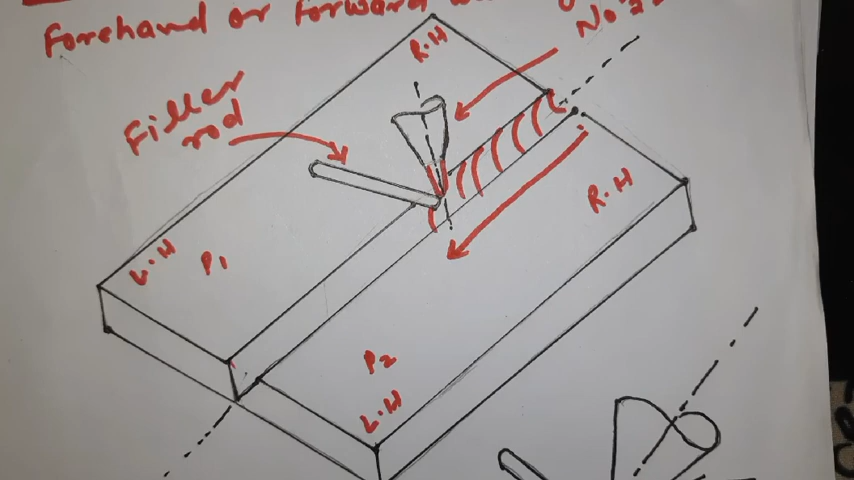 Forehand or forward
R.H
Filler
rod
R.H
L.H
P1
P2
L.H